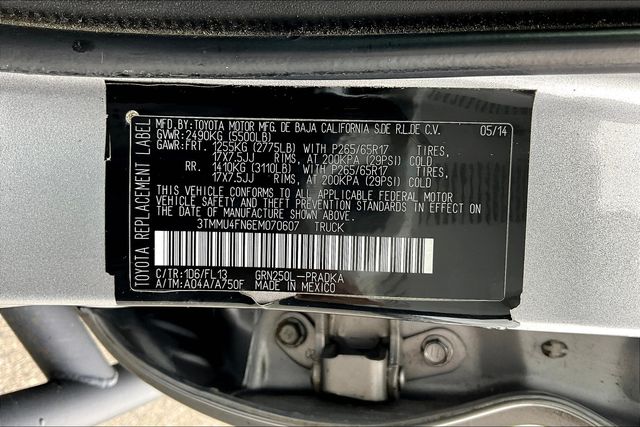 TOYOTA REPLACEMENT LABEL
MFD.BY:TOYOTA MOTOR MFG. DE BAJA CALIFORNIA S.DE R.L.DE C.V. 05/14
GVWR: 2490KG (5500LB)
GAWR:FRT. 1255KG (2775LB) WITH P265/65R17 TIRES,
17X7.5JJ RIMS, AT 200KPA (29PSI) COLD
RR. 1410KG (3110LB) WITH P265/65R17 TIRES,
17X7.5JJ RIMS, AT 200KPA (29PSI) COLD
THIS VEHICLE CONFORMS TO ALL APPLICABLE FEDERAL MOTOR
VEHICLE SAFETY AND THEFT PREVENTION STANDARDS IN EFFECT ON
THE DATE OF MANUFACTURE SHOWN ABOVE.
3TMMU4FN6EM070607 TRUCK
C/TR:1D6/FL13 GRN250L-PRADKA
A/TM:A04A/A750F MADE IN MEXICO